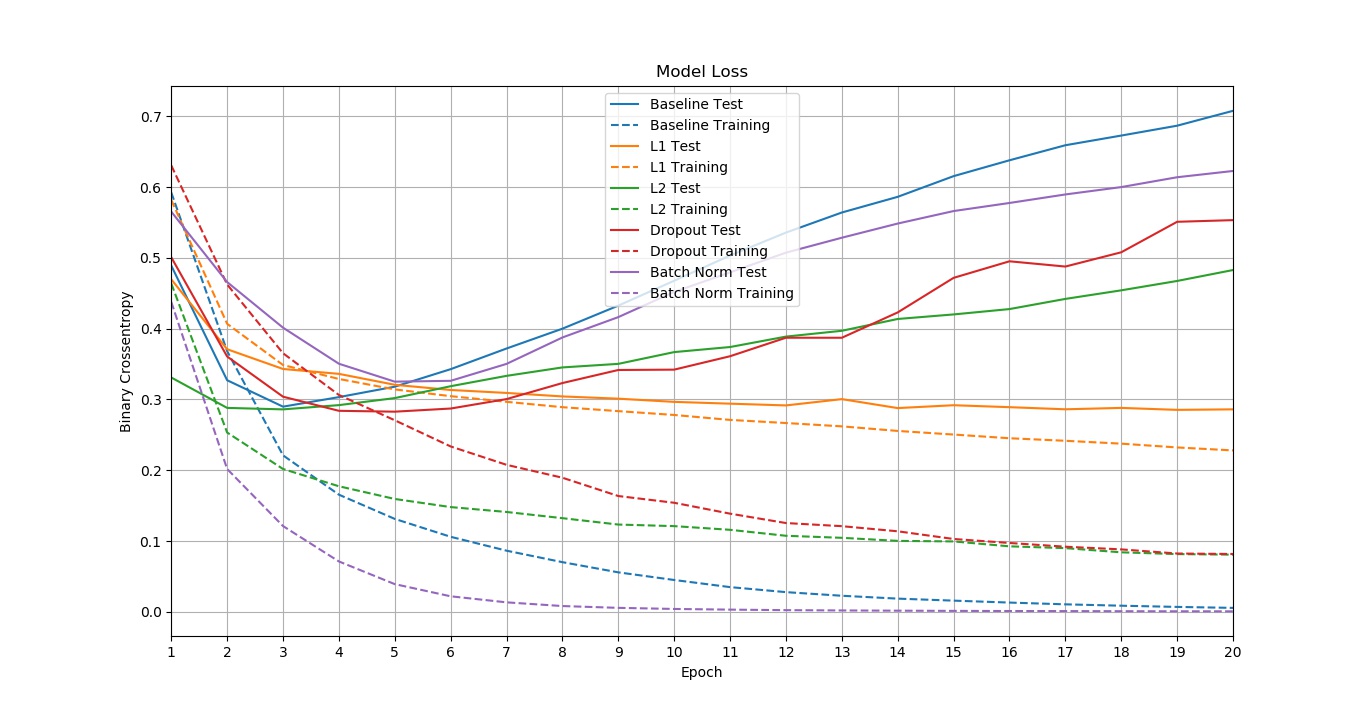 Model Loss
Baseline Test
Baseline Training
L1 Test
L1 Training
L2 Test
L2 Training
Dropout Test
Dropout Training
Batch Norm Test
Batch Norm Training
Binary Crossentropy
0.7
0.6
0.5
0.4
0.3
0.2
0.1
0.0
1 2 3 4 5 6 7 8 9 10 11 12 13 14 15 16 17 18 19 20
Epoch